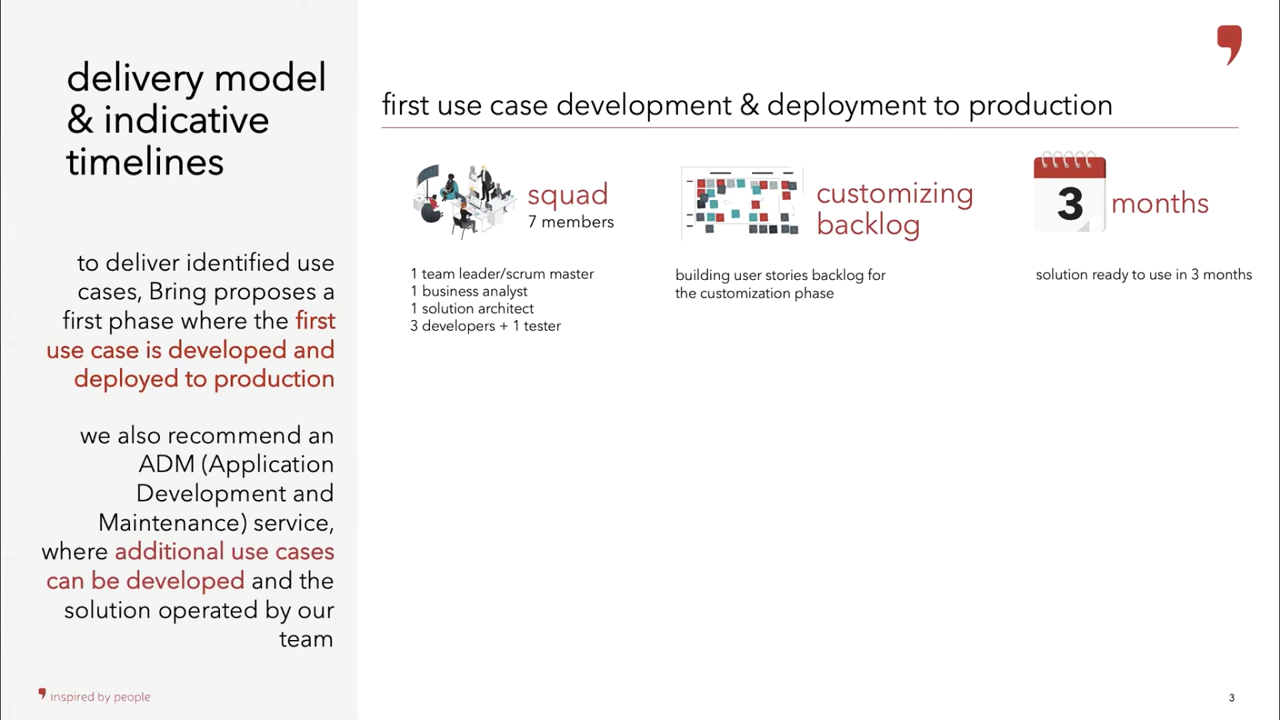 delivery model
& indicative
timelines
to deliver identified use
cases, Bring proposes a
first phase where the first
use case is developed and
deployed to production
we also recommend an
ADM (Application
Development and
Maintenance) service,
where additional use cases
can be developed and the
solution operated by our
team
inspired by people
first use case development & deployment to production
squad
7 members
1 team leader/scrum master
1 business analyst
1 solution architect
3 developers + 1 tester
customizing
backlog
building user stories backlog for
the customization phase
3 months
solution ready to use in 3 months
3